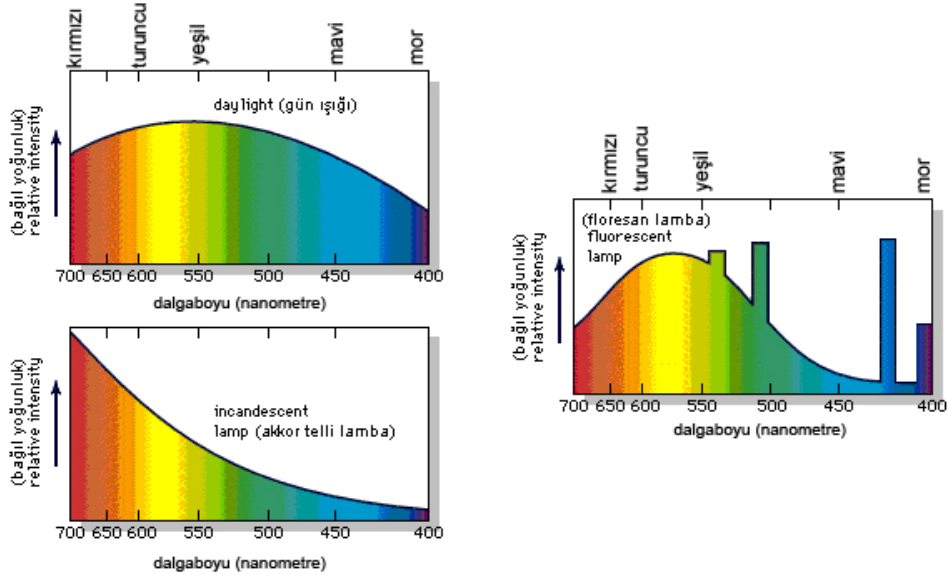 kırmızı
turuncu
yeşil
mavi
mor
daylight (gün ışığı)
(bağıl yoğunluk)
relative intensity
700 650 600 550 500 450 400
dalgaboyu (nanometre)
incandescent
lamp (akkor telli lamba)
(bağıl yoğunluk)
relative intensity
700 650 600 550 500 450 400
dalgaboyu (nanometre)
kırmızı
turuncu
yeşil
mavi
mor
(floresan lamba)
fluorescent
lamp
(bağıl yoğunluk)
relative intensity
700 650 600 550 500 450 400
dalgaboyu (nanometre)